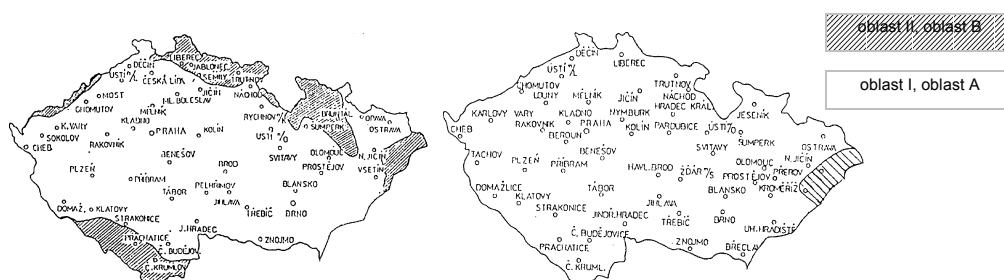 oblast II, oblast B
oblast I, oblast A
DĚČÍN
LIBEREC
JABLONEC
ÚSTÍ n/L
ČESKÁ LÍPA
SEMILY
TRUTNOV
MOST
JIČÍN
NÁCHOD
CHOMUTOV
ML. BOLESLAV
MĚLNÍK
RYCHNOV n/K
BRUNTÁL
OPAVA
K. VARY
KLADNO
PRAHA
KOLÍN
ÚSTÍ n/O
ŠUMPERK
OSTRAVA
SOKOLOV
RAKOVNÍK
CHEB
SVITAVY
OLOMOUC
N. JIČÍN
BENEŠOV
PROSTĚJOV
VSETÍN
PLZEŇ
BROD
PŘÍBRAM
PELHŘIMOV
BLANSKO
TÁBOR
JIHLAVA
DOMAŽ.
KLATOVY
TŘEBÍČ
BRNO
STRAKONICE
J. HRADEC
PRACHATICE
ZNOJMO
Č. BUDĚJOV.
Č. KRUMLOV
DĚČÍN
LIBEREC
ÚSTÍ n/L
CHOMUTOV
TRUTNOV
LOUNY
MĚLNÍK
JIČÍN
NÁCHOD
HRADEC KRÁL.
KARLOVY VARY
KLADNO
NYMBURK
JESENÍK
RAKOVNÍK
PRAHA
KOLÍN
PARDUBICE
ÚSTÍ n/O
CHEB
BEROUN
ŠUMPERK
OSTRAVA
SVITAVY
TACHOV
BENEŠOV
OLOMOUC
N. JIČÍN
PLZEŇ
PŘÍBRAM
HAVL. BROD
ŽĎÁR n/S
PROSTĚJOV
PŘEROV
DOMAŽLICE
TÁBOR
BLANSKO
KROMĚŘÍŽ
KLATOVY
JIHLAVA
STRAKONICE
JINDŘ. HRADEC
TŘEBÍČ
BRNO
UH. HRADIŠTĚ
Č. BUDĚJOVICE
PRACHATICE
ZNOJMO
BŘECLAV
Č. KRUML.